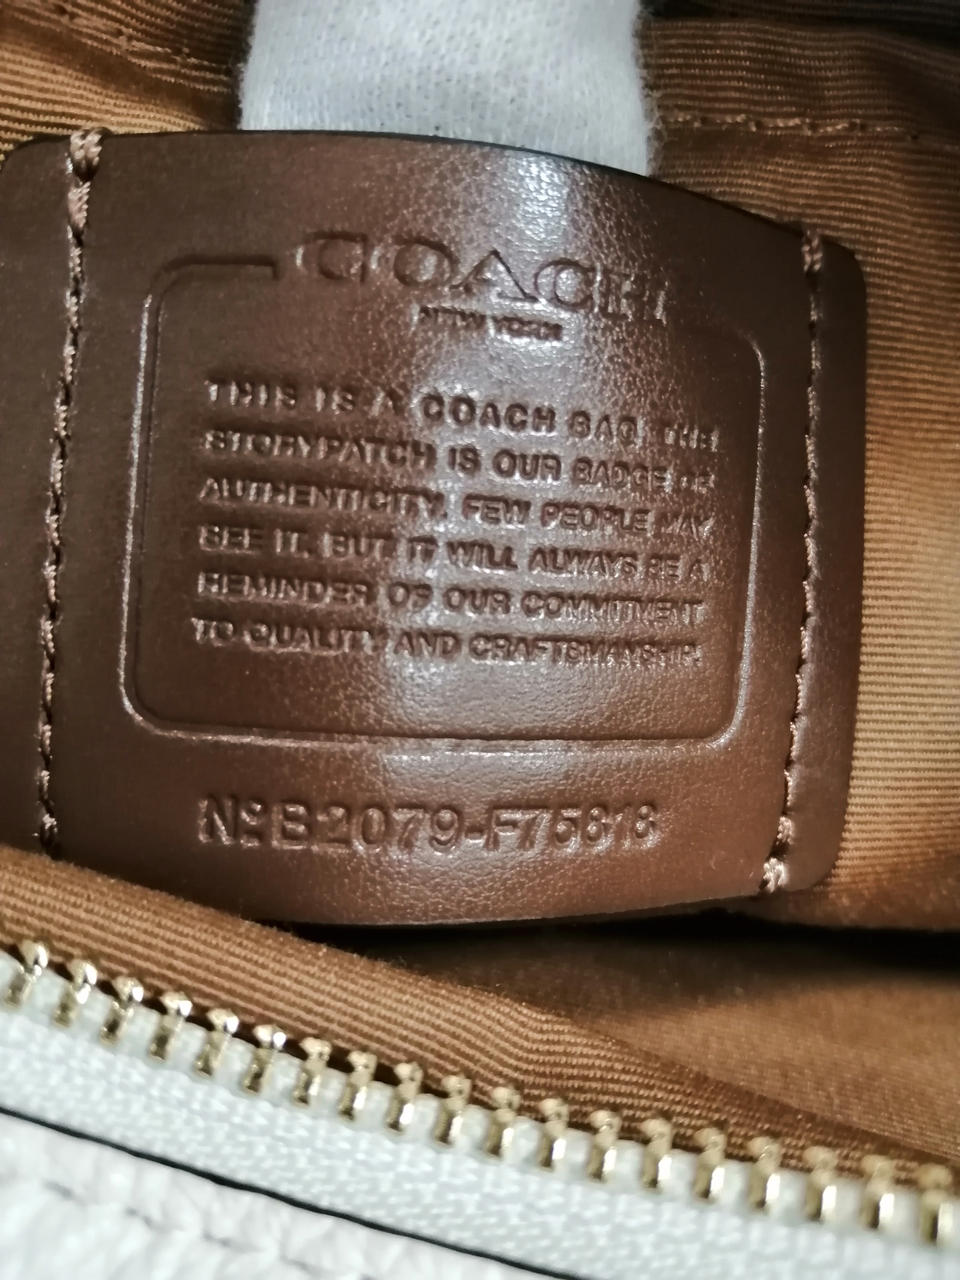 COACH
NEW YORK
THIS IS A COACH BAG. THE
STORYPATCH IS OUR BADGE OF
AUTHENTICITY. FEW PEOPLE MAY
SEE IT, BUT IT WILL ALWAYS BE A
REMINDER OF OUR COMMITMENT
TO QUALITY AND CRAFTSMANSHIP.
Nº B2079-F75818